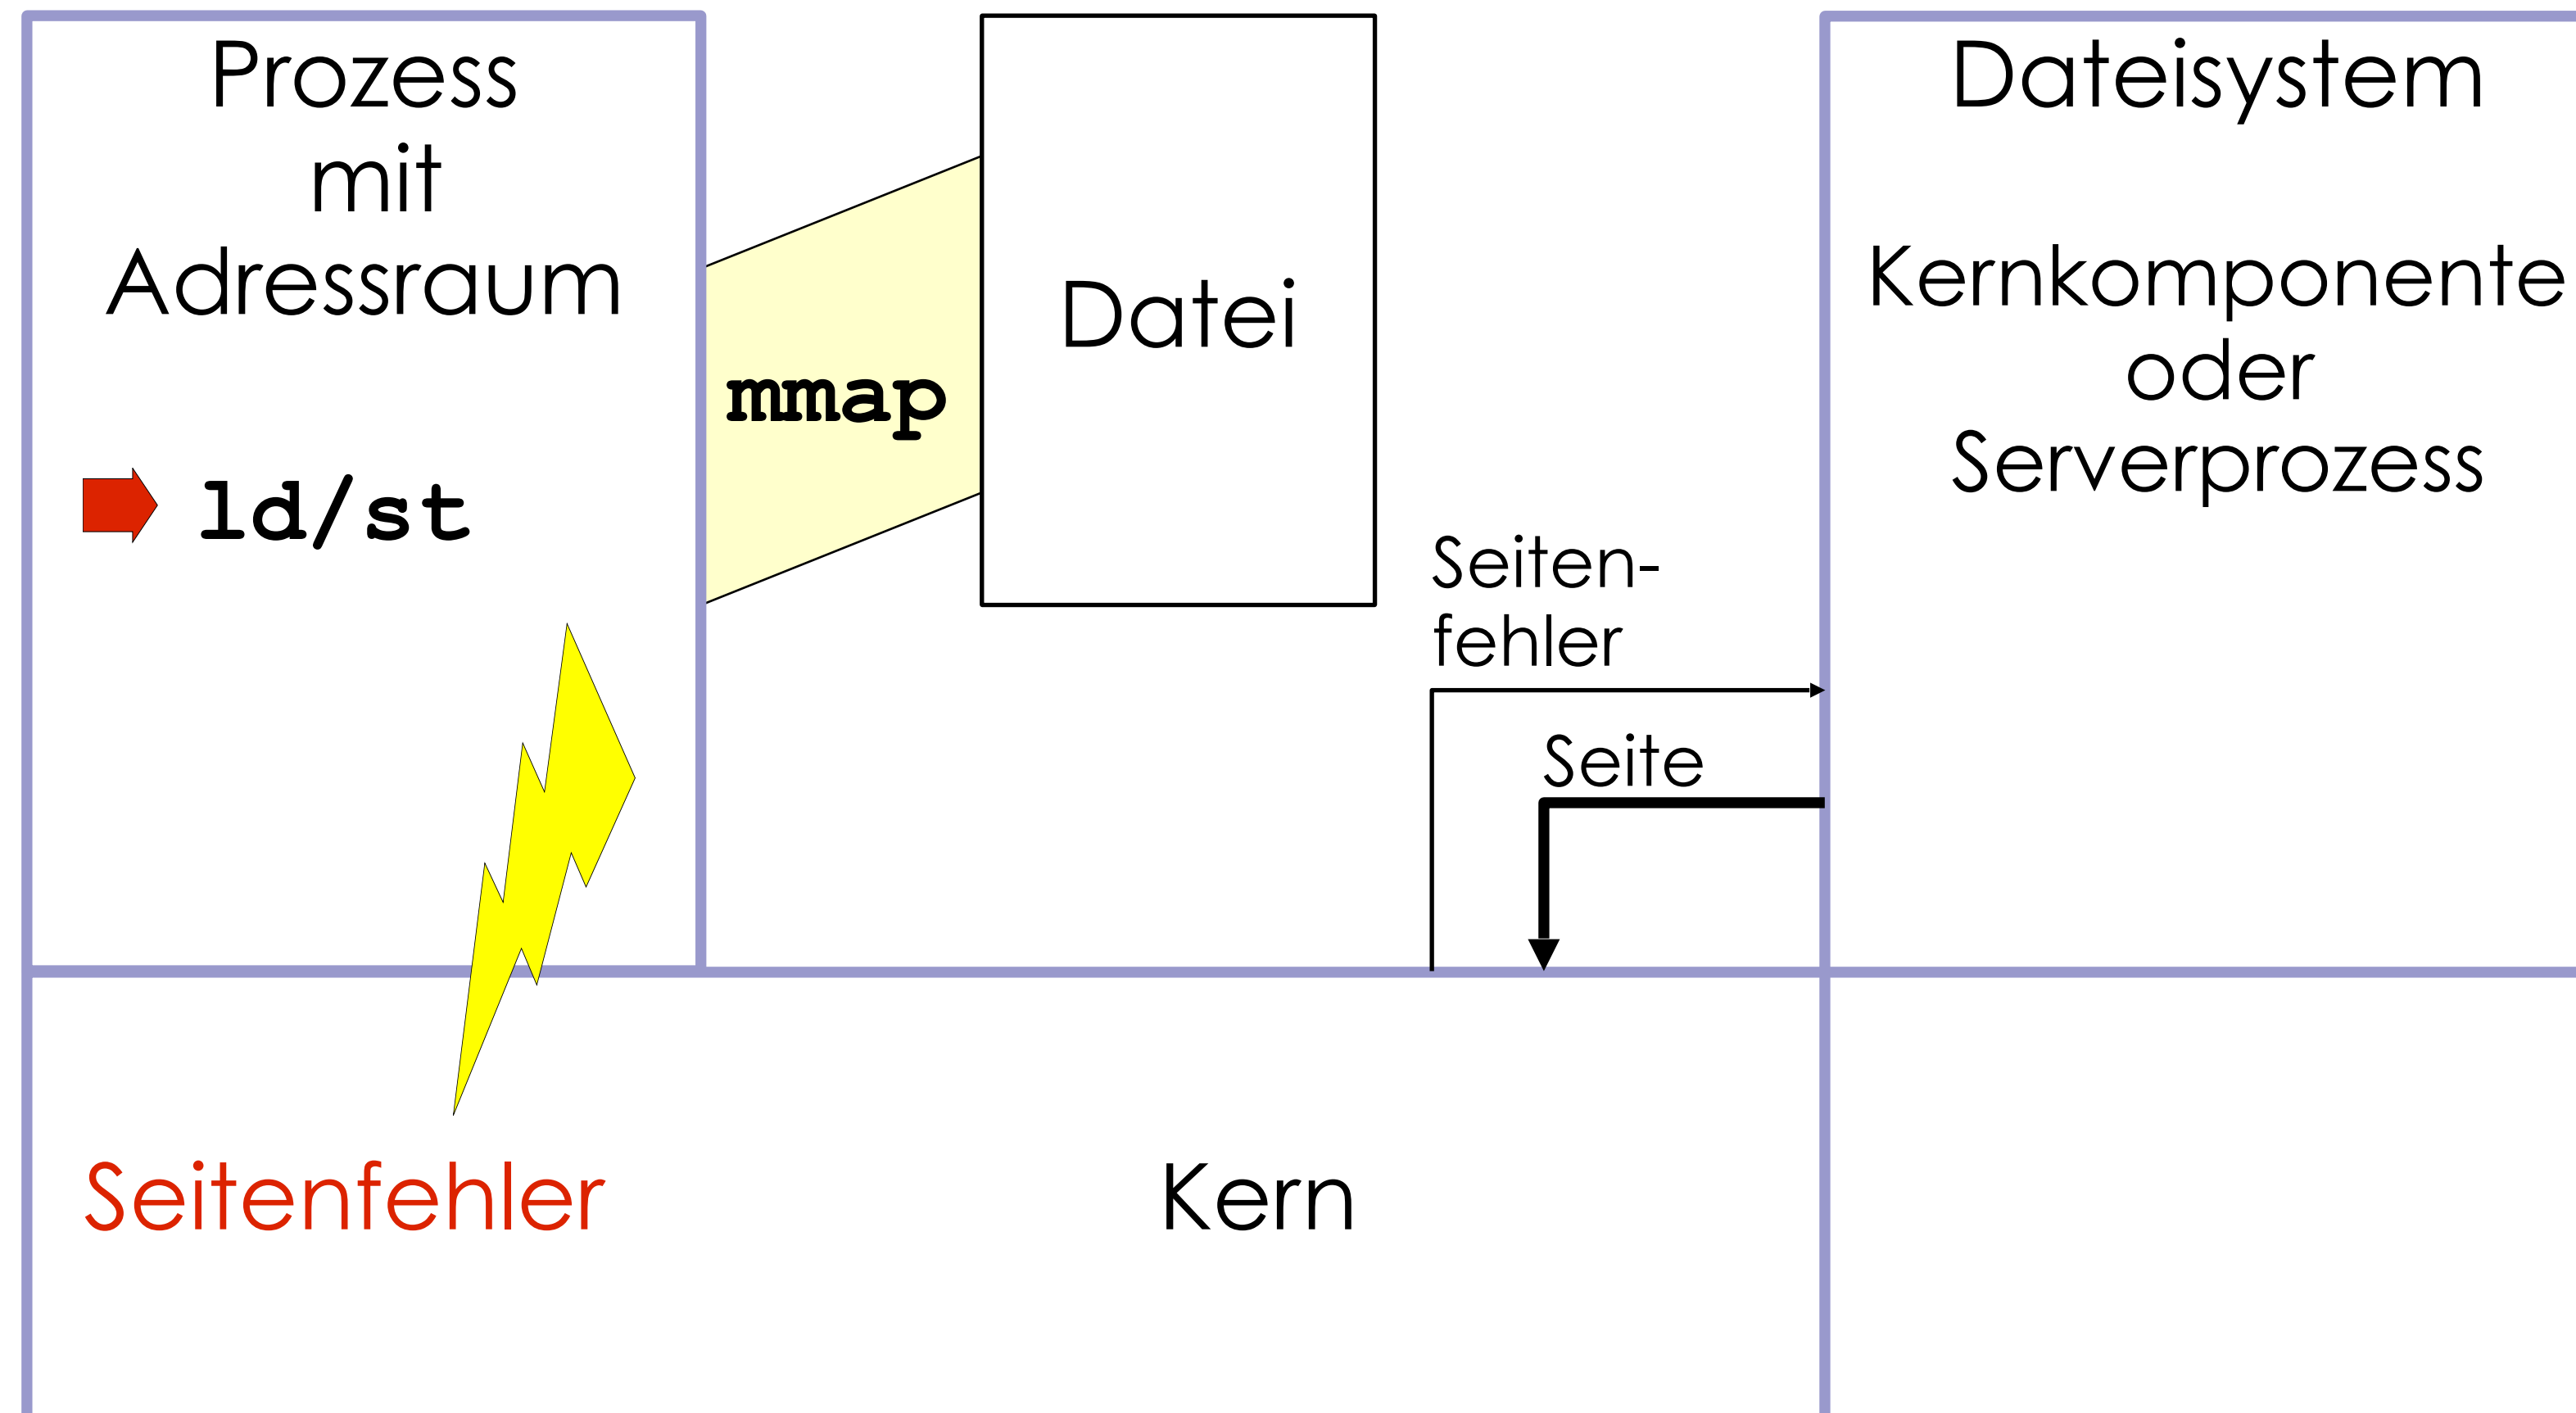 Prozess
mit
Adressraum
ld/st
mmap
Datei
Dateisystem
Kernkomponente
oder
Serverprozess
Seiten-
fehler
Seite
Seitenfehler
Kern